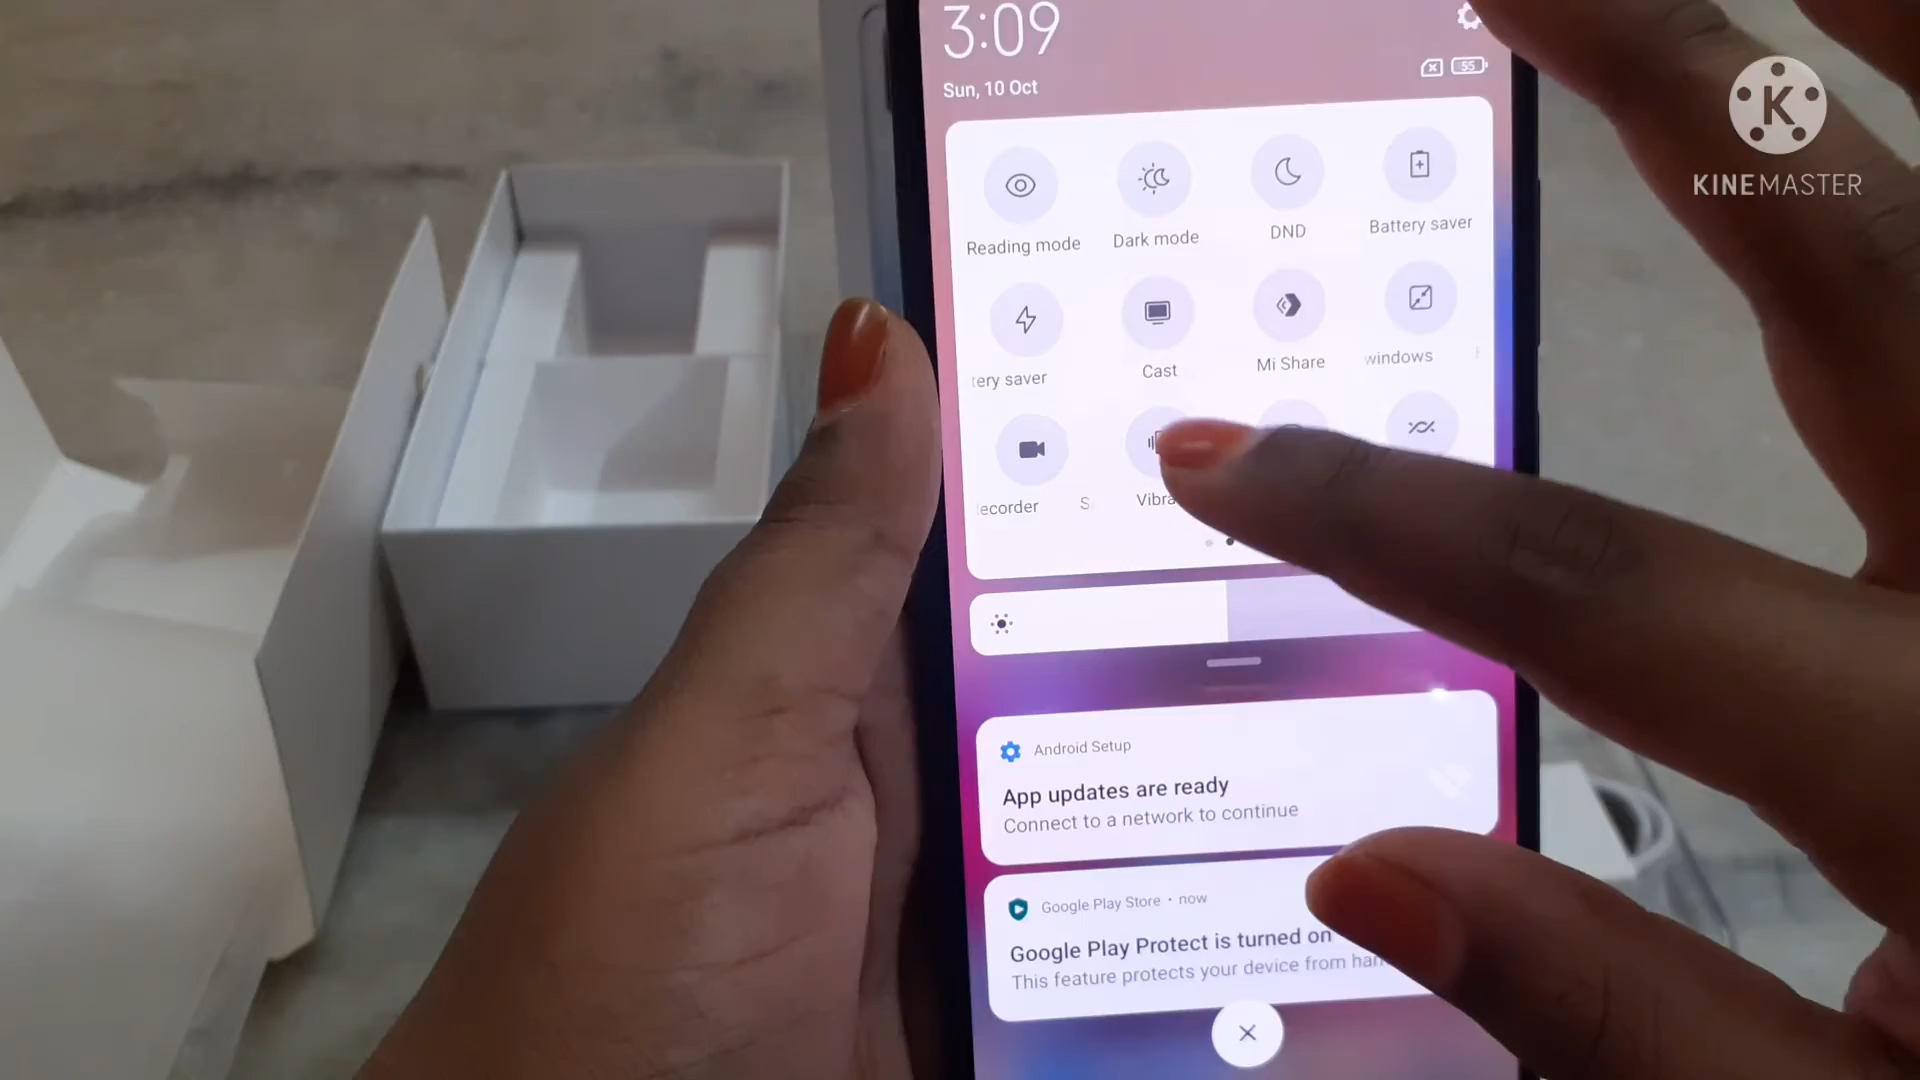 3:09
Sun, 10 Oct
55
K
KINEMASTER
Reading mode
Dark mode
DND
Battery saver
tery saver
Cast
Mi Share
windows
ecorder
S
Vibra
Android Setup
App updates are ready
Connect to a network to continue
Google Play Store • now
Google Play Protect is turned on
This feature protects your device from har